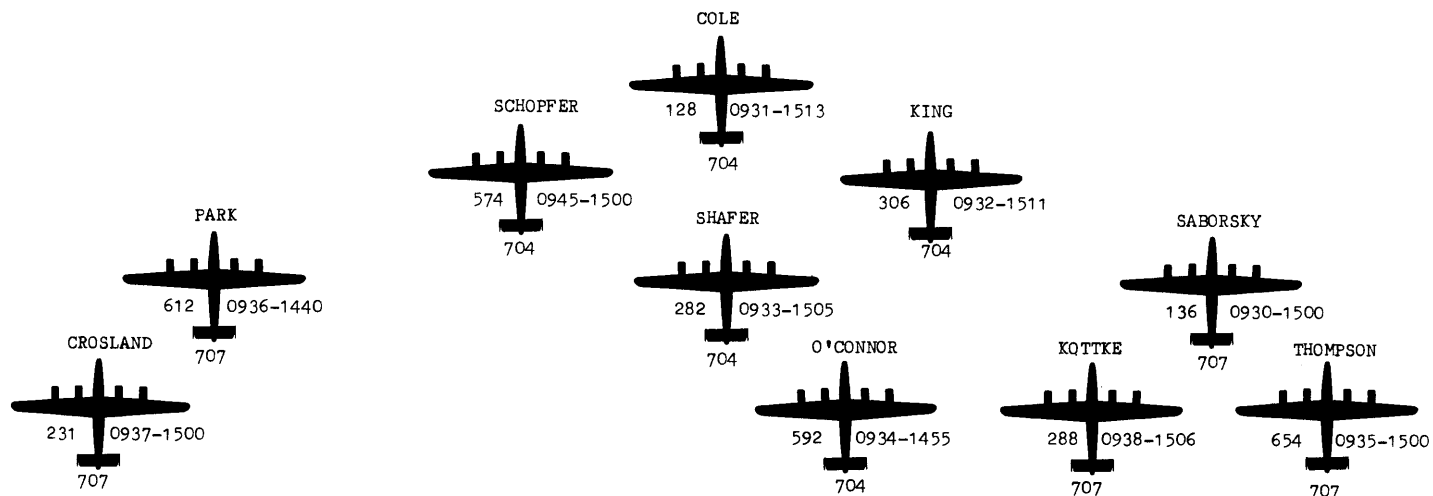 COLE
128 0931-1513
704
SCHOPFER
574 0945-1500
704
KING
306 0932-1511
704
PARK
612 0936-1440
707
SHAFER
282 0933-1505
704
SABORSKY
136 0930-1500
707
CROSLAND
231 0937-1500
707
O'CONNOR
592 0934-1455
704
KQTTKE
288 0938-1506
707
THOMPSON
654 0935-1500
707